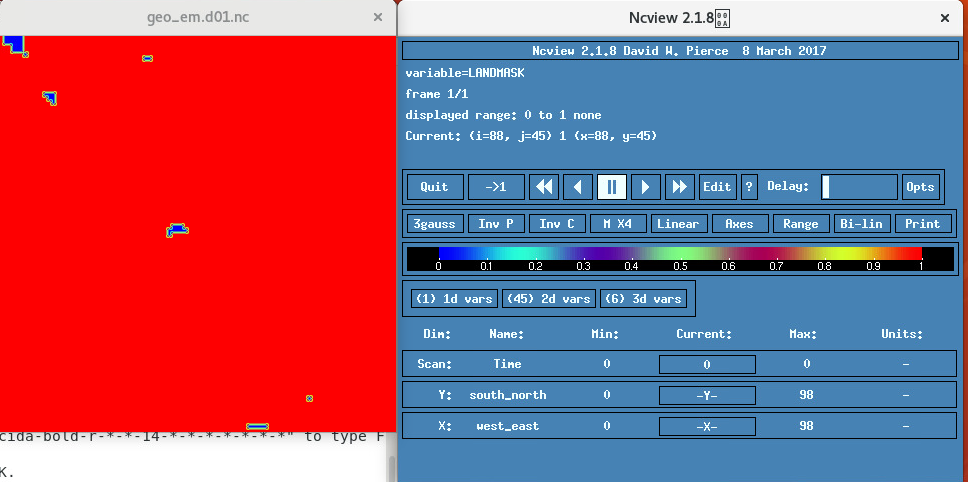 geo_em.d01.nc ×
Ncview 2.1.8 ×
Ncview 2.1.8 David W. Pierce 8 March 2017
variable=LANDMASK
frame 1/1
displayed range: 0 to 1 none
Current: (i=88, j=45) 1 (x=88, y=45)
Quit ->1 Edit ? Delay: Opts
3gauss Inv P Inv C M X4 Linear Axes Range Bi-lin Print
0 0.1 0.2 0.3 0.4 0.5 0.6 0.7 0.8 0.9 1
(1) 1d vars (45) 2d vars (6) 3d vars
Dim: Name: Min: Current: Max: Units:
Scan: Time 0 0 0 -
Y: south_north 0 -Y- 98 -
X: west_east 0 -X- 98 -
cida-bold-r-*-*-14-*-*-*-*-*-*-*" to type F
K.